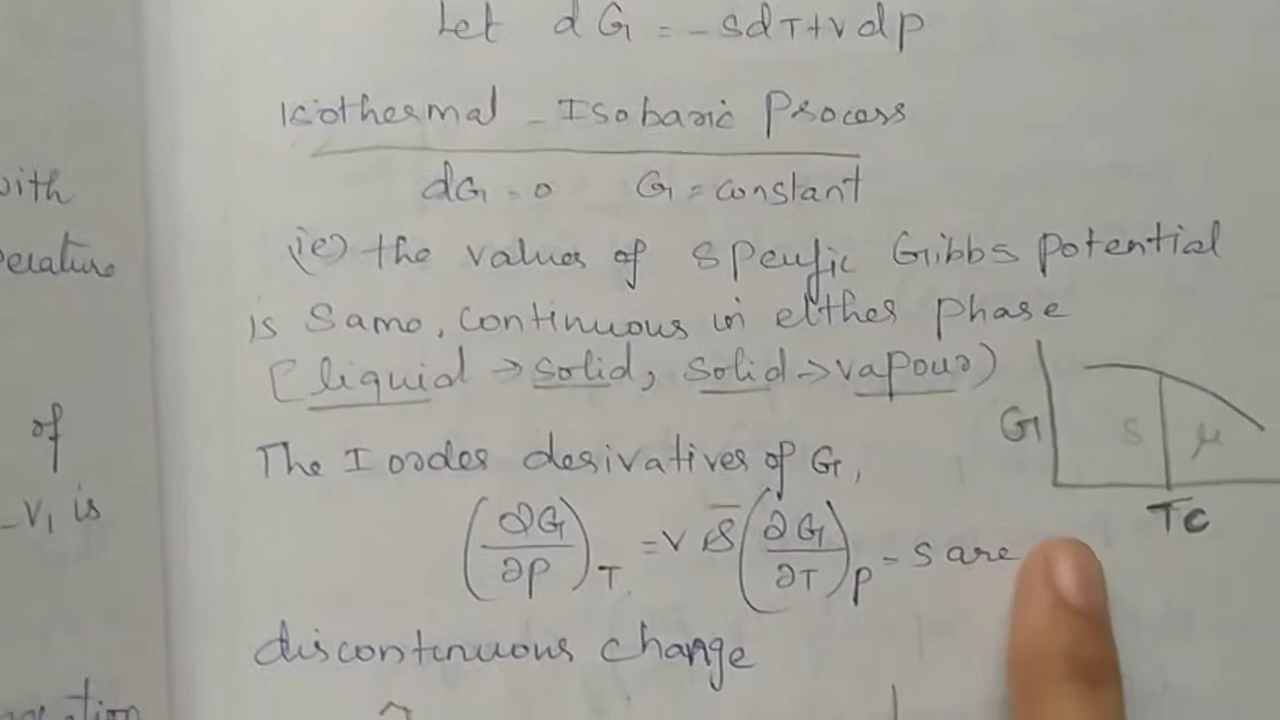 Let dG = -SdT+VdP
Isothermal - Isobaric Process
dG = 0 G = constant
(ie) the values of Specific Gibbs potential
is Same, continuous in either phase
(liquid → solid, solid → vapour)
The I order derivatives of G,
(∂G/∂P)T = V (∂G/∂T)P = -S are
discontinuous change
G
S
Tc
with
perature
of
-V₁ is